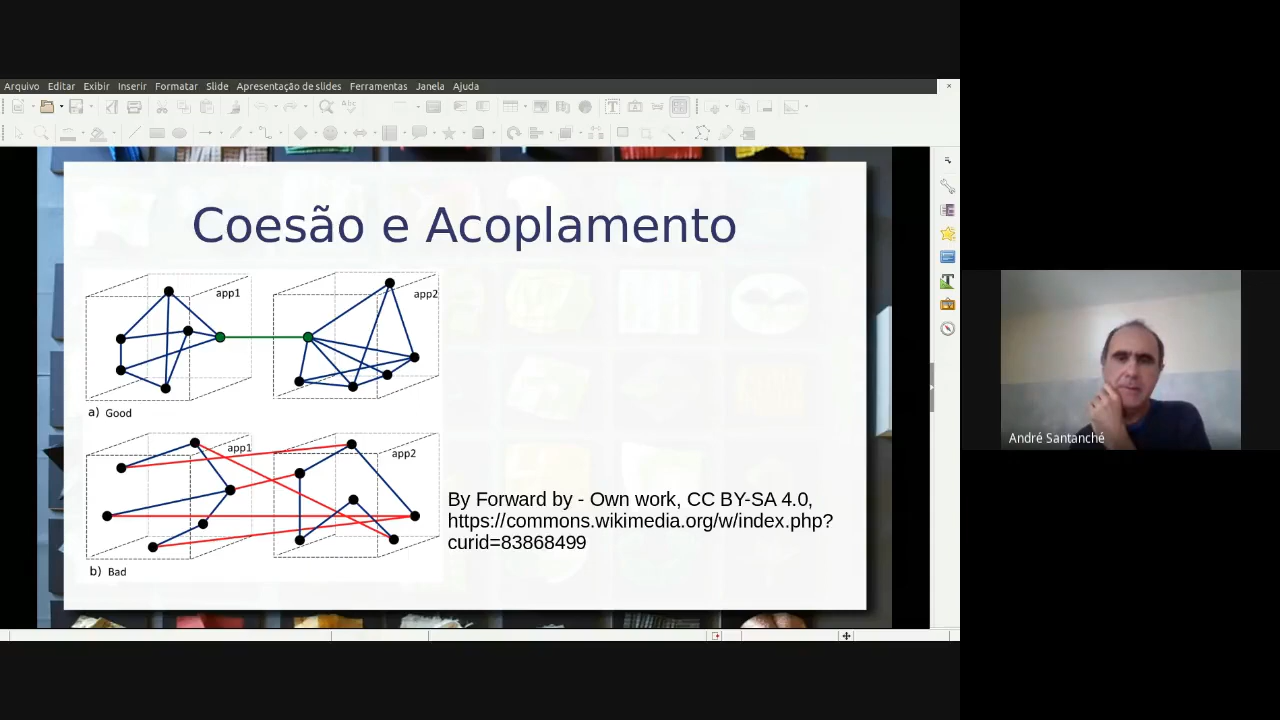 Arquivo Editar Exibir Inserir Formatar Slide Apresentação de slides Ferramentas Janela Ajuda
Coesão e Acoplamento
app1
app2
a) Good
app1
app2
b) Bad
By Forward by - Own work, CC BY-SA 4.0,
https://commons.wikimedia.org/w/index.php?
curid=83868499
André Santanchè